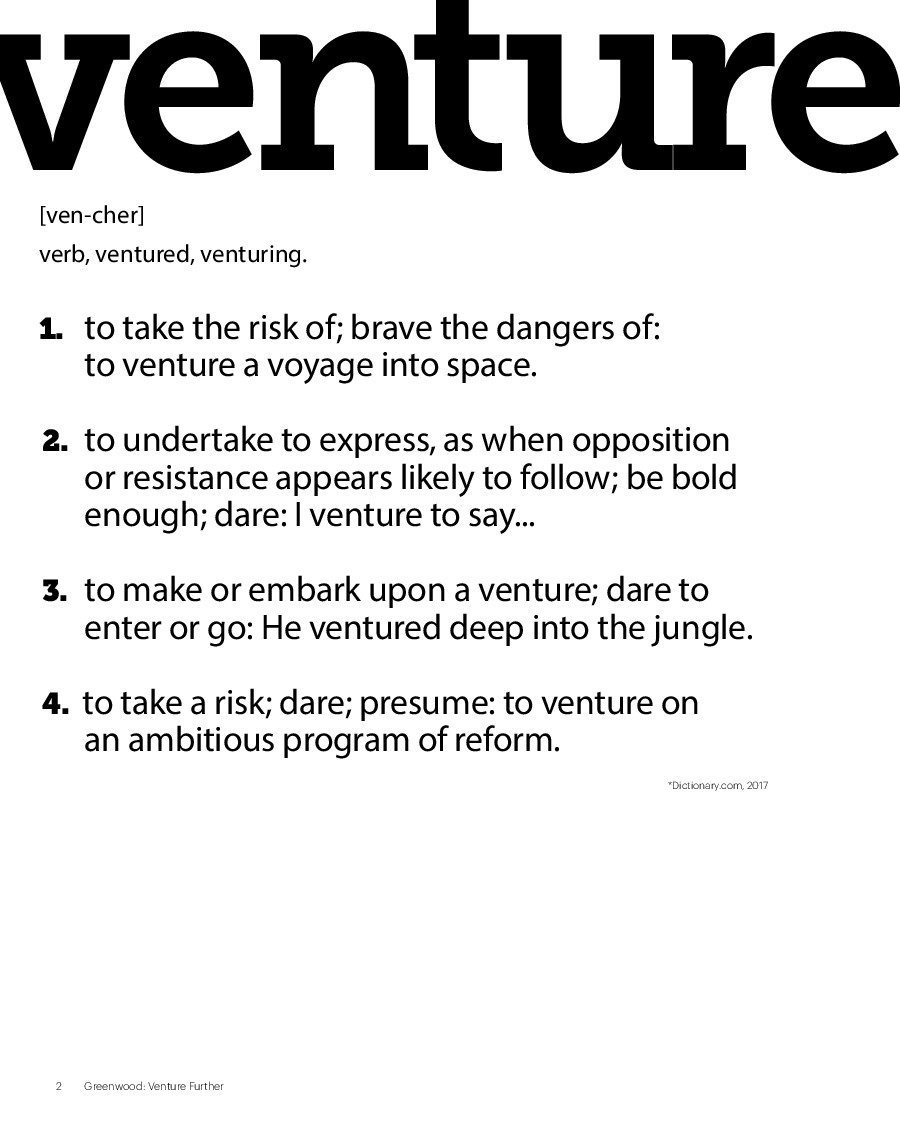 venture
[ven-cher]
verb, ventured, venturing.
1. to take the risk of; brave the dangers of:
to venture a voyage into space.
2. to undertake to express, as when opposition
or resistance appears likely to follow; be bold
enough; dare: I venture to say...
3. to make or embark upon a venture; dare to
enter or go: He ventured deep into the jungle.
4. to take a risk; dare; presume: to venture on
an ambitious program of reform.
*Dictionary.com, 2017
2 Greenwood: Venture Further